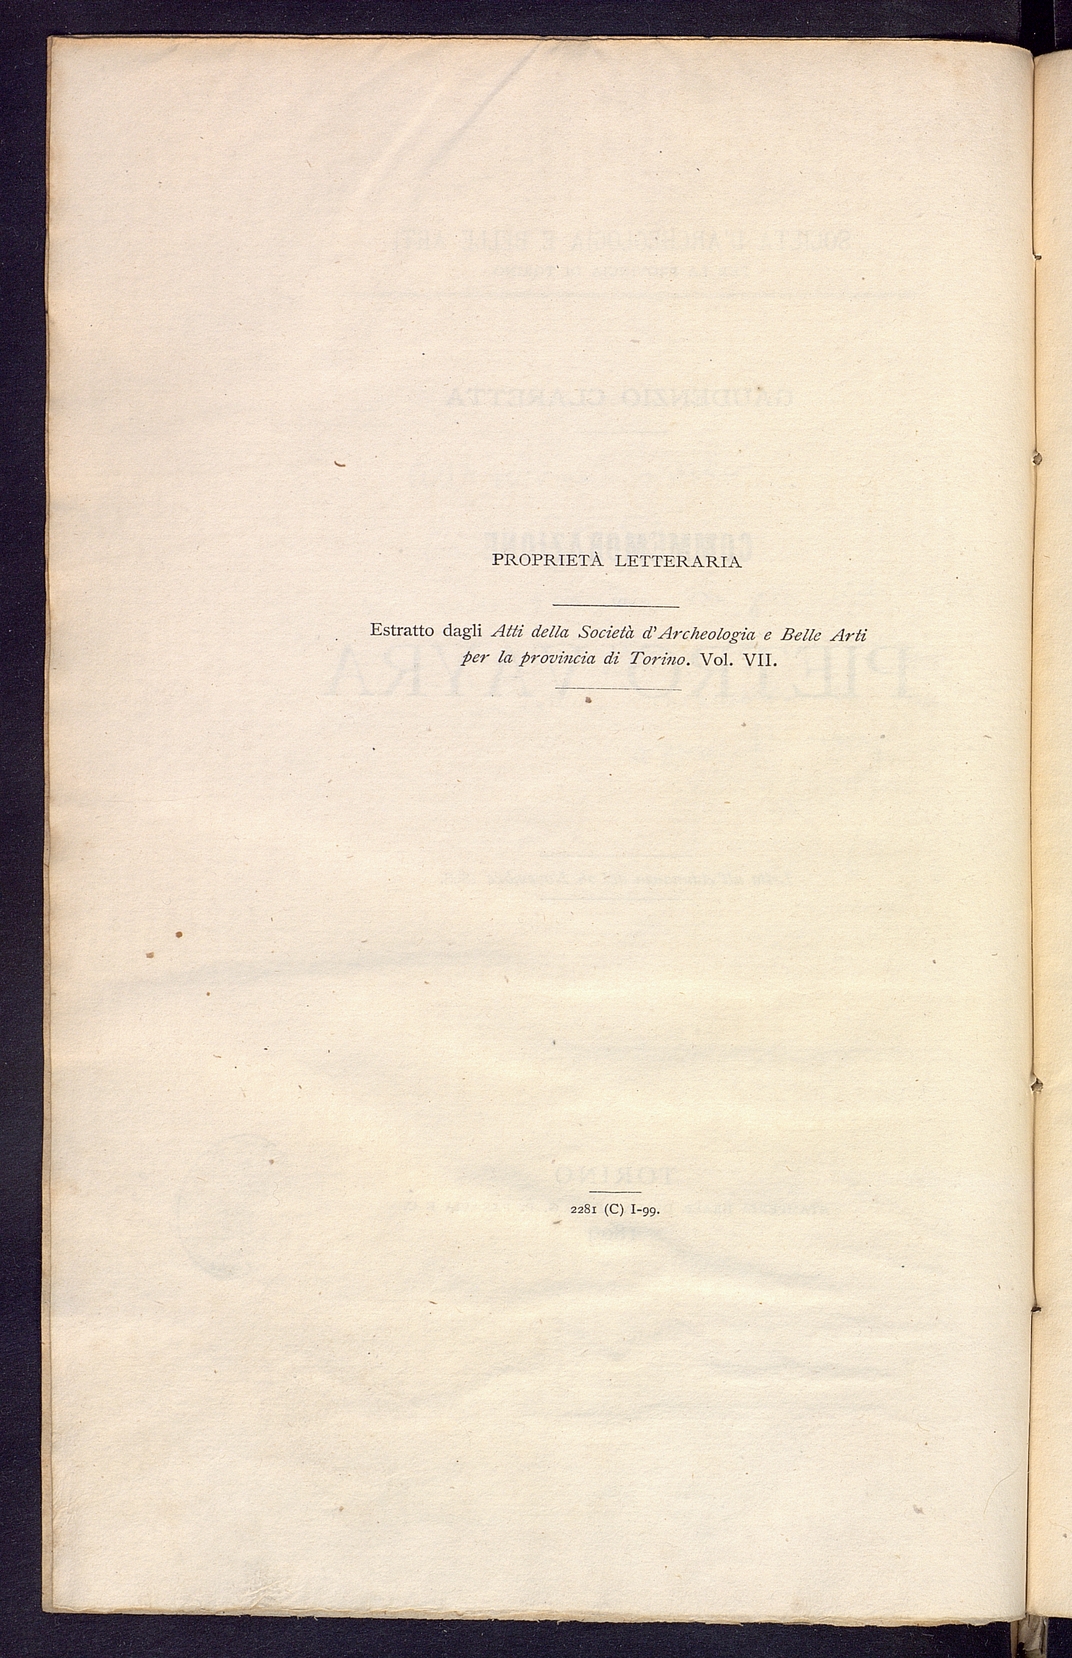 PROPRIETÀ LETTERARIA
Estratto dagli Atti della Società d'Archeologia e Belle Arti
per la provincia di Torino. Vol. VII.
2281 (C) I-99.